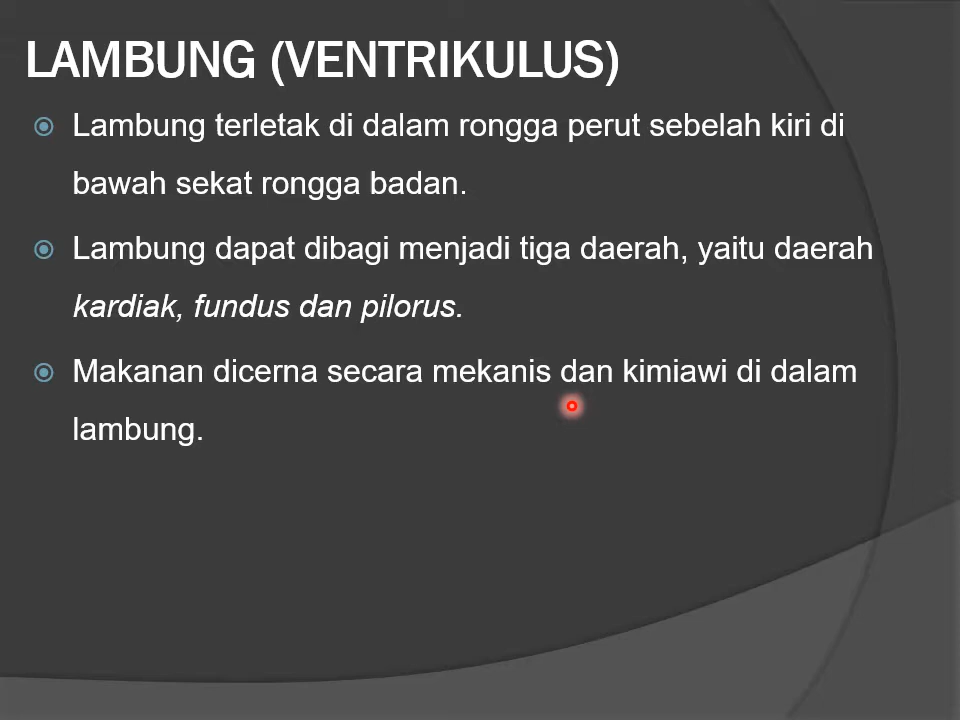 LAMBUNG (VENTRIKULUS)
Lambung terletak di dalam rongga perut sebelah kiri di
bawah sekat rongga badan.
Lambung dapat dibagi menjadi tiga daerah, yaitu daerah
kardiak, fundus dan pilorus.
Makanan dicerna secara mekanis dan kimiawi di dalam
lambung.